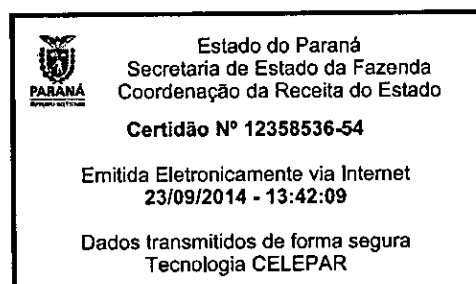 Estado do Paraná
Secretaria de Estado da Fazenda
PARANÁ
Coordenação da Receita do Estado
Certidão Nº 12358536-54
Emitida Eletronicamente via Internet
23/09/2014 - 13:42:09
Dados transmitidos de forma segura
Tecnologia CELEPAR